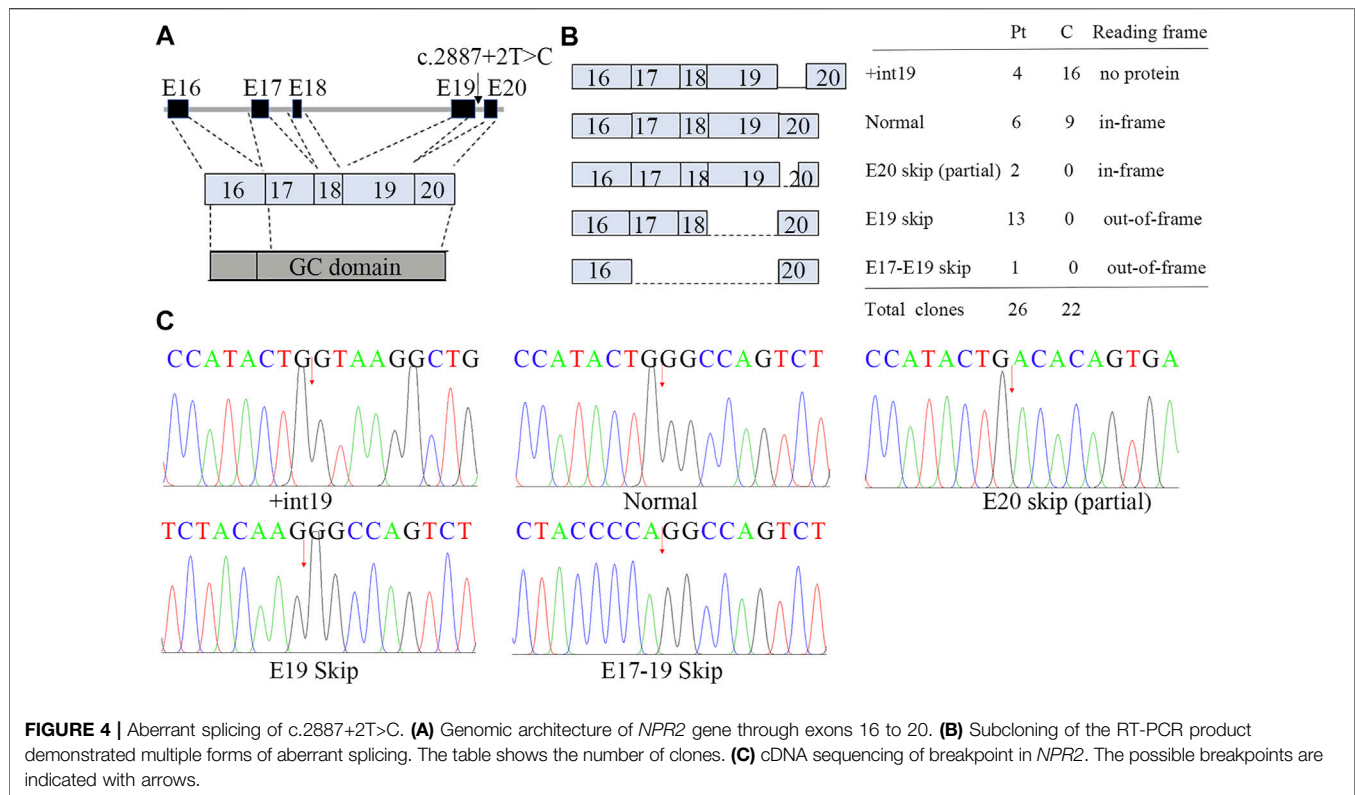 A
c.2887+2T>C
E16 E17 E18 E19 E20
16 17 18 19 20
GC domain
B
16 17 18 19 20
16 17 18 19 20
16 17 18 19 20
16 17 18 20
16 20
Pt C Reading frame
+int19 4 16 no protein
Normal 6 9 in-frame
E20 skip (partial) 2 0 in-frame
E19 skip 13 0 out-of-frame
E17-E19 skip 1 0 out-of-frame
Total clones 26 22
C
CCATACTGGTAAGGCTG
+int19
CCATACTGGGCCAGTCT
Normal
CCATACTGACACAGTGA
E20 skip (partial)
TCTACAAGGGGCCAGTCT
E19 Skip
CTACCCCAGGCCAGTCT
E17-19 Skip
FIGURE 4 | Aberrant splicing of c.2887+2T>C. (A) Genomic architecture of NPR2 gene through exons 16 to 20. (B) Subcloning of the RT-PCR product
demonstrated multiple forms of aberrant splicing. The table shows the number of clones. (C) cDNA sequencing of breakpoint in NPR2. The possible breakpoints are
indicated with arrows.